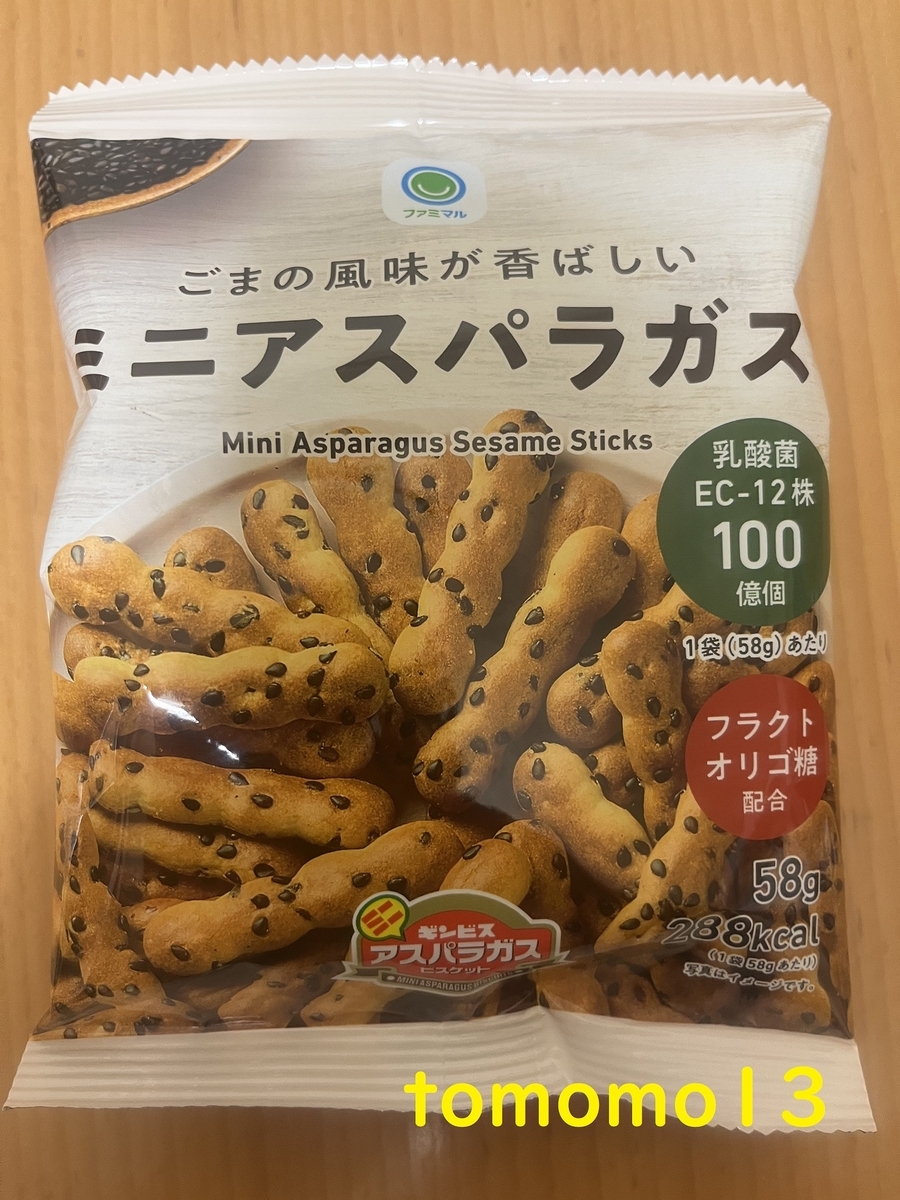 ファミマル
ごまの風味が香ばしい
ミニアスパラガス
Mini Asparagus Sesame Sticks
乳酸菌
EC-12株
100
億個
1袋(58g)あたり
フラクト
オリゴ糖
配合
58g
288kcal
(1袋58gあたり)
写真はイメージです。
ギンビス
アスパラガス
ビスケット
MINI ASPARAGUS BISCUITS
tomomo13